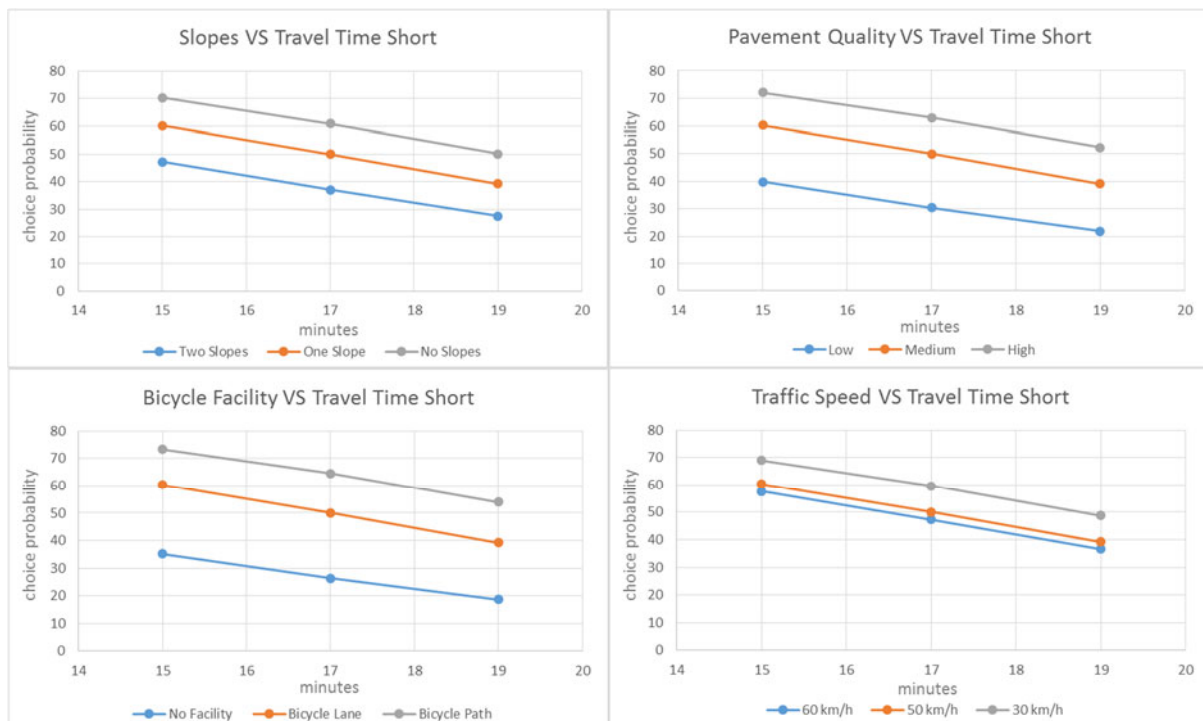 Slopes VS Travel Time Short
80
70
60
50
40
30
20
10
0
choice probability
14 15 16 17 18 19 20
minutes
Two Slopes One Slope No Slopes
Pavement Quality VS Travel Time Short
80
70
60
50
40
30
20
10
0
choice probability
14 15 16 17 18 19 20
minutes
Low Medium High
Bicycle Facility VS Travel Time Short
80
70
60
50
40
30
20
10
0
choice probability
14 15 16 17 18 19 20
minutes
No Facility Bicycle Lane Bicycle Path
Traffic Speed VS Travel Time Short
80
70
60
50
40
30
20
10
0
choice probability
14 15 16 17 18 19 20
minutes
60 km/h 50 km/h 30 km/h